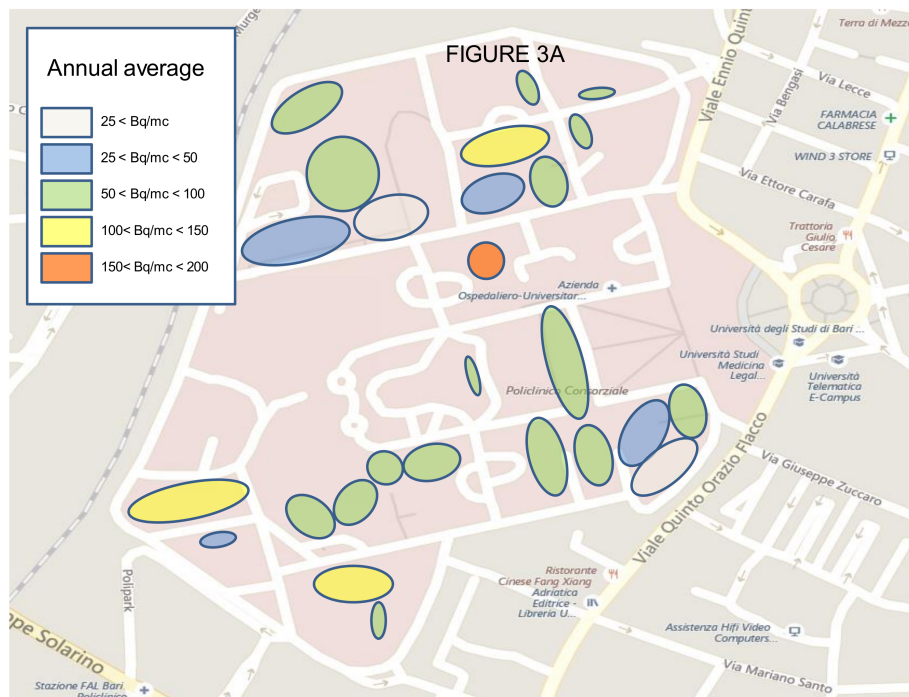 FIGURE 3A
Annual average
25 < Bq/mc
25 < Bq/mc < 50
50 < Bq/mc < 100
100< Bq/mc < 150
150< Bq/mc < 200
Murge
Viale Ennio Quin
Terra di Mezzo
Via Lecce
Via Bengasi
FARMACIA
CALABRESE
WIND 3 STORE
Via Ettore Carafa
Trattoria
Giulio
Cesare
Azienda
Ospedaliero-Universitar...
Università degli Studi di Bari ...
Università Studi
Medicina
Legal...
Università
Telematica
E-Campus
Policlinico Consorziale
Viale Quinto Orazio Flacco
Via Giuseppe Zuccaro
Polipark
Ristorante
Cinese Fang Xiang
Adriatica
Editrice -
Libreria U...
Assistenza Hifi Video
Computers...
Via Mariano Santo
ppe Solarino
Stazione FAL Bari
Policlinico